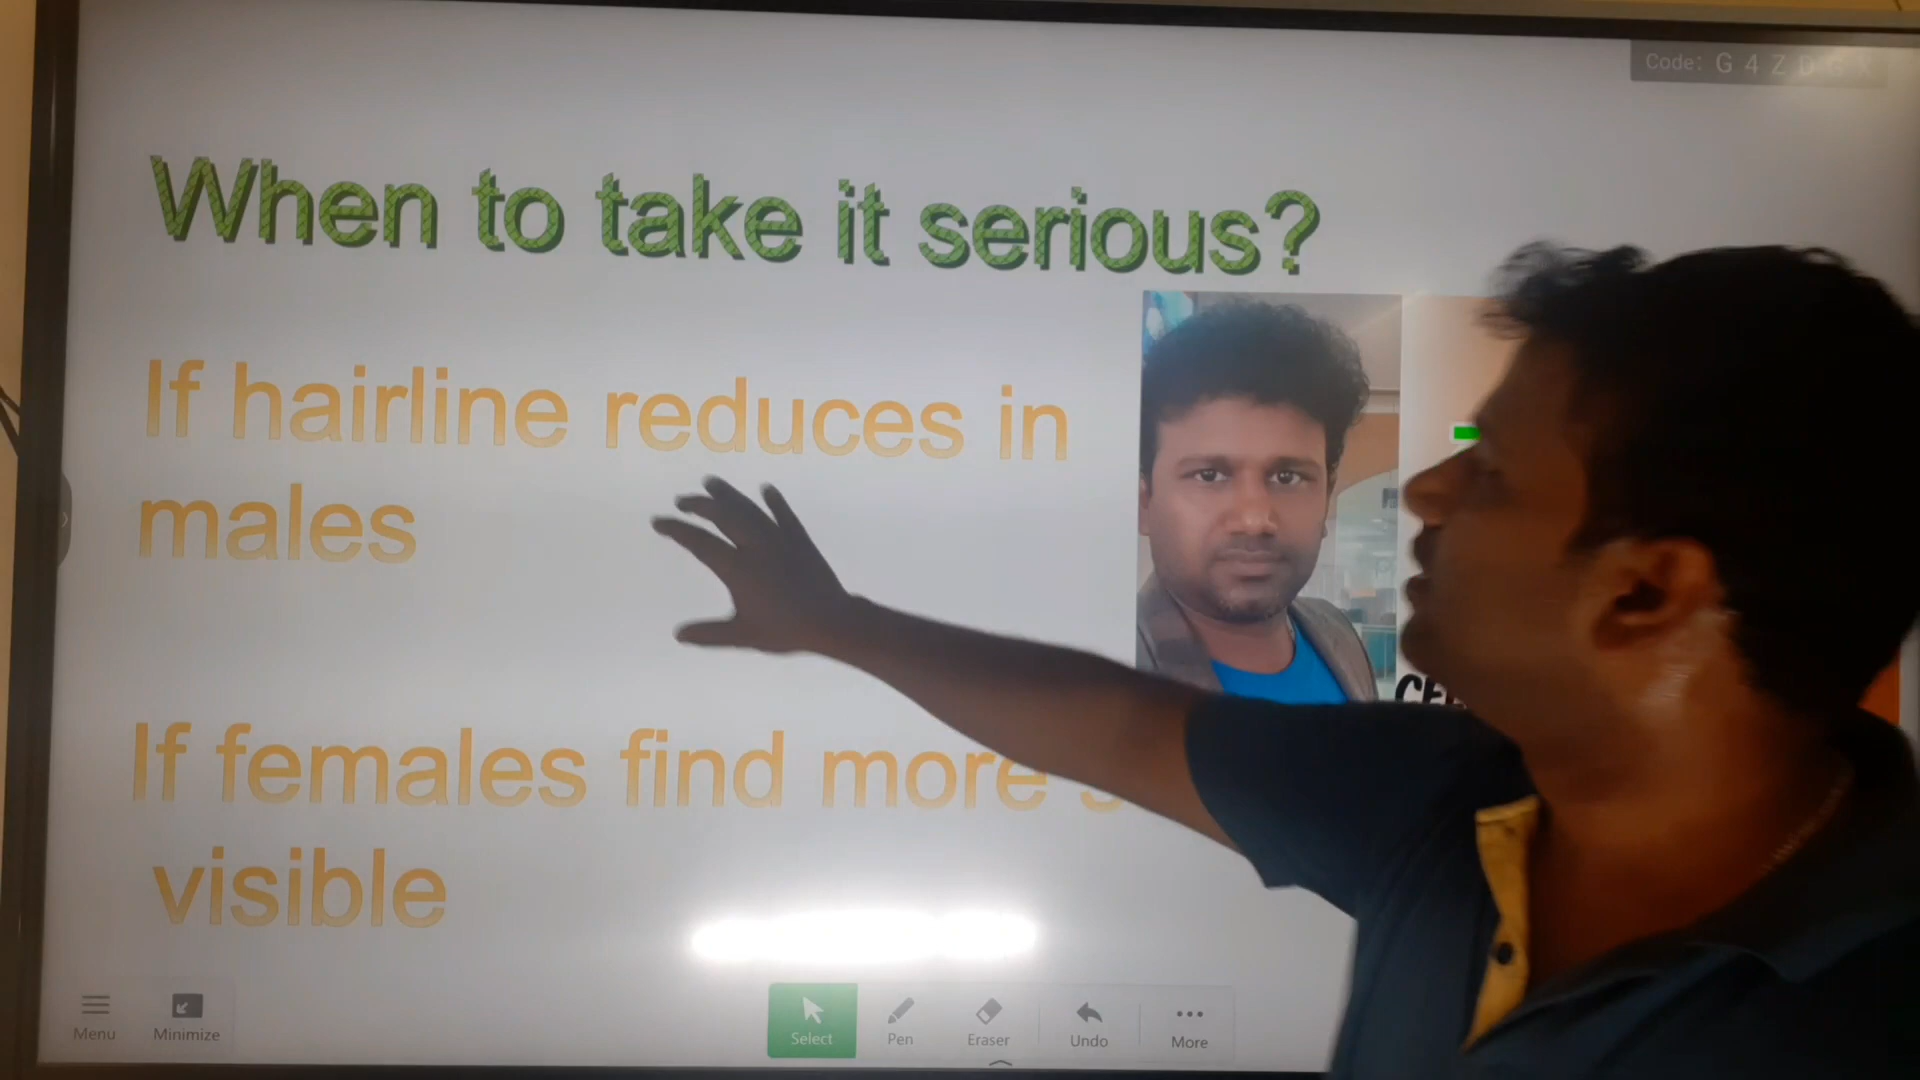 Code: G 4 Z D G X
When to take it serious?
If hairline reduces in
males
If females find more
visible
Menu
Minimize
Select
Pen
Eraser
Undo
More